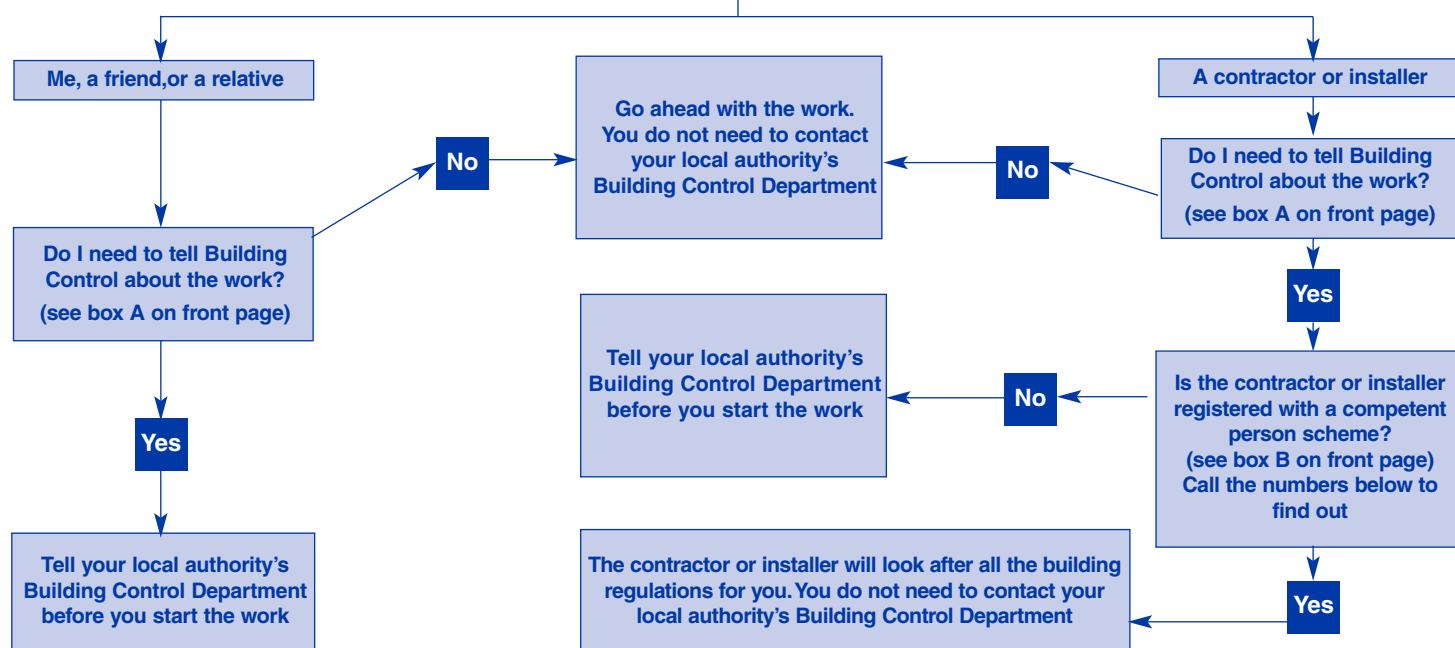 Me, a friend,or a relative
Do I need to tell Building
Control about the work?
(see box A on front page)
Yes
Tell your local authority’s
Building Control Department
before you start the work
No
Go ahead with the work.
You do not need to contact
your local authority’s
Building Control Department
No
A contractor or installer
Do I need to tell Building
Control about the work?
(see box A on front page)
Yes
Tell your local authority’s
Building Control Department
before you start the work
No
Is the contractor or installer
registered with a competent
person scheme?
(see box B on front page)
Call the numbers below to
find out
Yes
The contractor or installer will look after all the building
regulations for you. You do not need to contact your
local authority’s Building Control Department